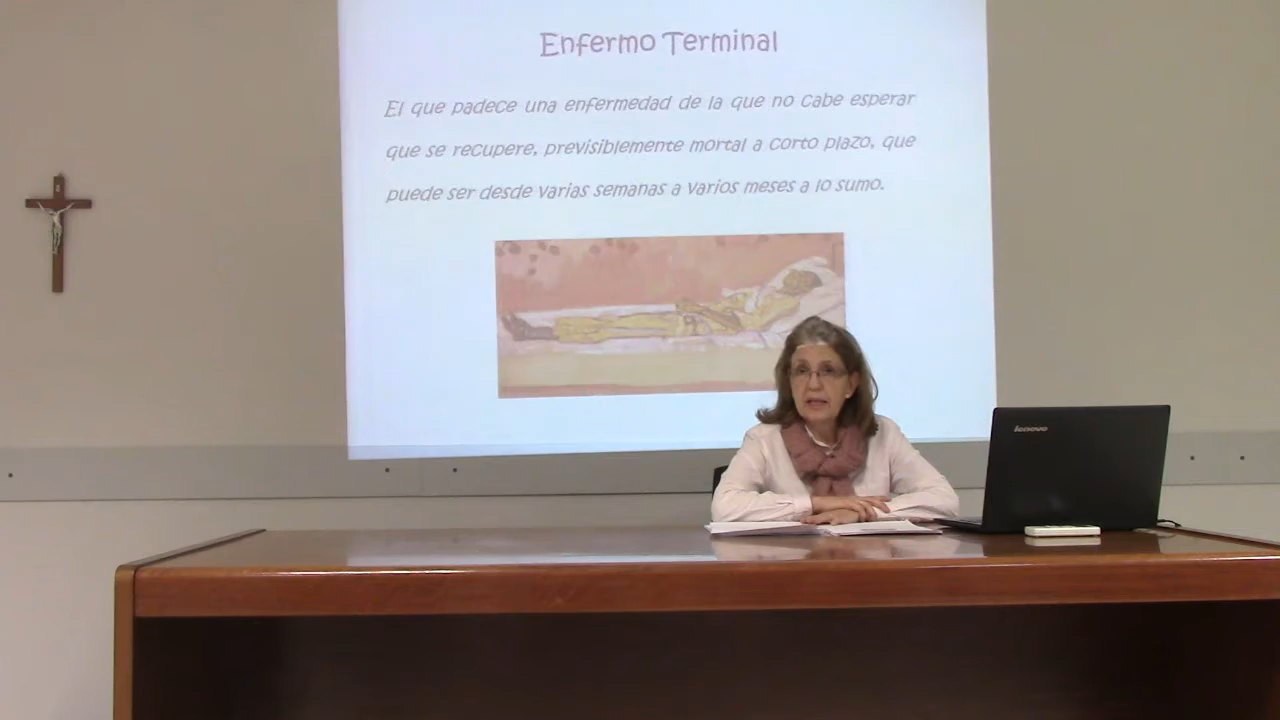 Enfermo Terminal
El que padece una enfermedad de la que no cabe esperar
que se recupere, previsiblemente mortal a corto plazo, que
puede ser desde varias semanas a varios meses a lo sumo.
lenovo